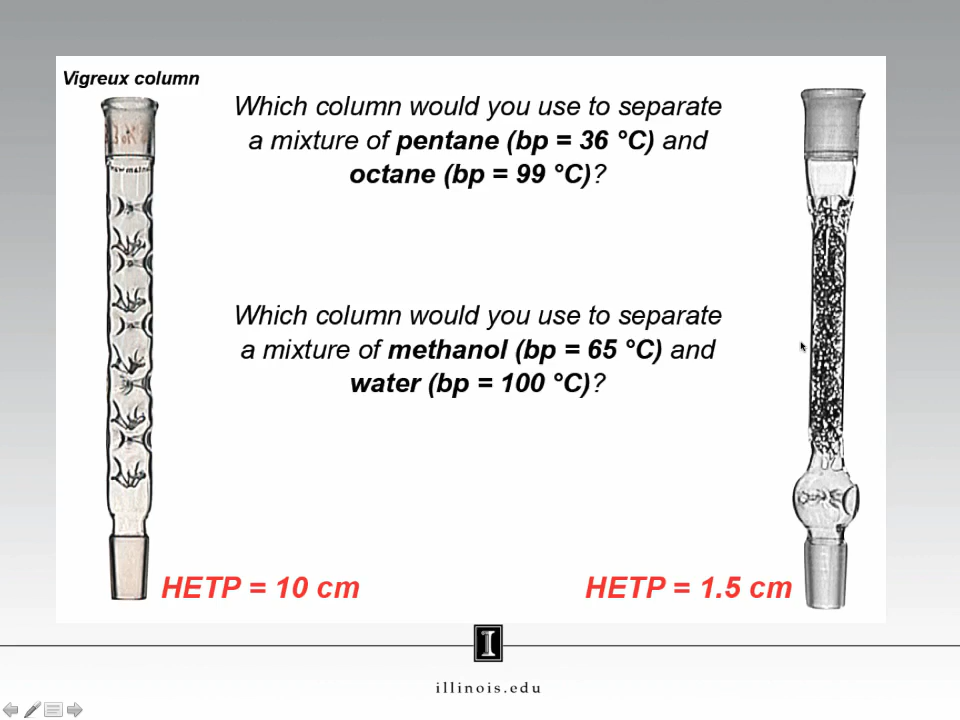 Vigreux column
Which column would you use to separate
a mixture of pentane (bp = 36 °C) and
octane (bp = 99 °C)?
Which column would you use to separate
a mixture of methanol (bp = 65 °C) and
water (bp = 100 °C)?
HETP = 10 cm
HETP = 1.5 cm
I
illinois.edu